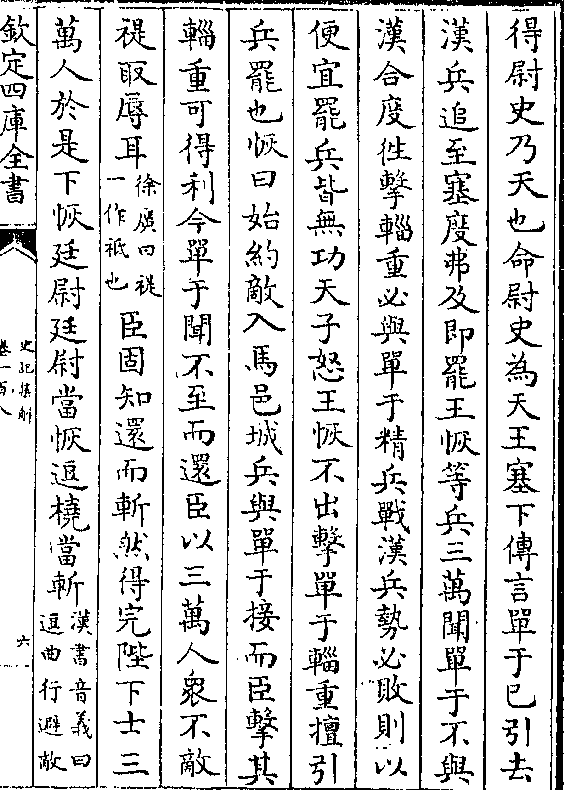 得尉史乃天也命尉史為天王塞下傳言單于已引去
漢兵追至塞度弗及即罷王恢等兵三萬聞單于不與
漢合度徃擊輜重必與單于精兵戰漢兵勢必敗則以
便宜罷兵皆無功天子怒王恢不出擊單于輜重擅引
兵罷也恢曰始約敵入馬邑城兵與單于接而臣擊其
輜重可得利今單于聞不至而還臣以三萬人衆不敵
禔取辱耳徐廣曰禔一作祇也臣固知還而斬然得完陛下士三
萬人於是下恢廷尉廷尉當恢逗橈當斬漢書音義曰逗曲行避敵
欽定四庫全書
史記集解
卷一百八
六